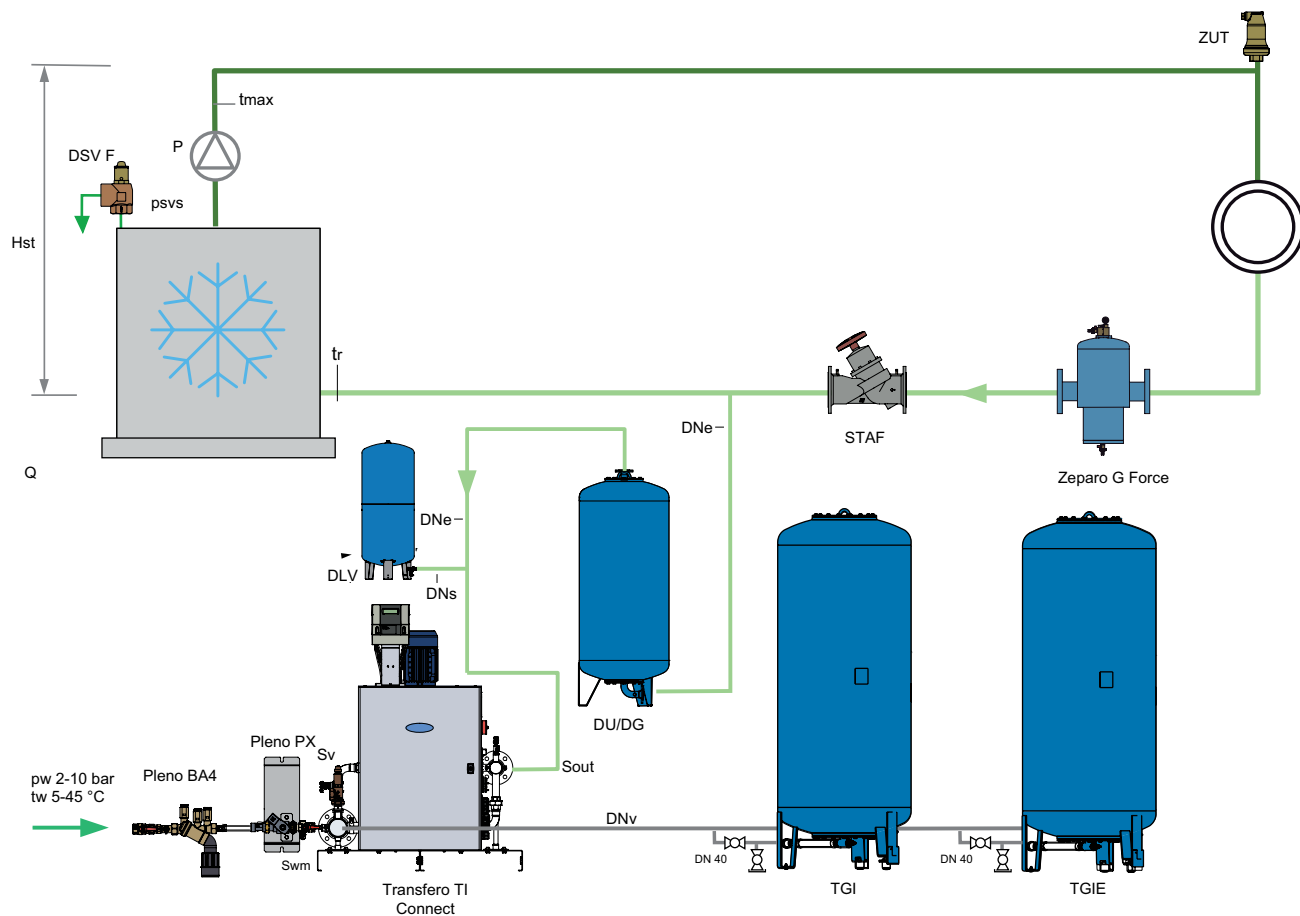 ZUT
tmax
P
DSV F
psvs
Hst
tr
DNe
STAF
Zeparo G Force
Q
DNe
DLV
DNs
DU/DG
Pleno PX
Sv
Pleno BA4
Sout
pw 2-10 bar
tw 5-45 °C
DNv
DN 40
DN 40
Swm
Transfero TI
Connect
TGI
TGIE